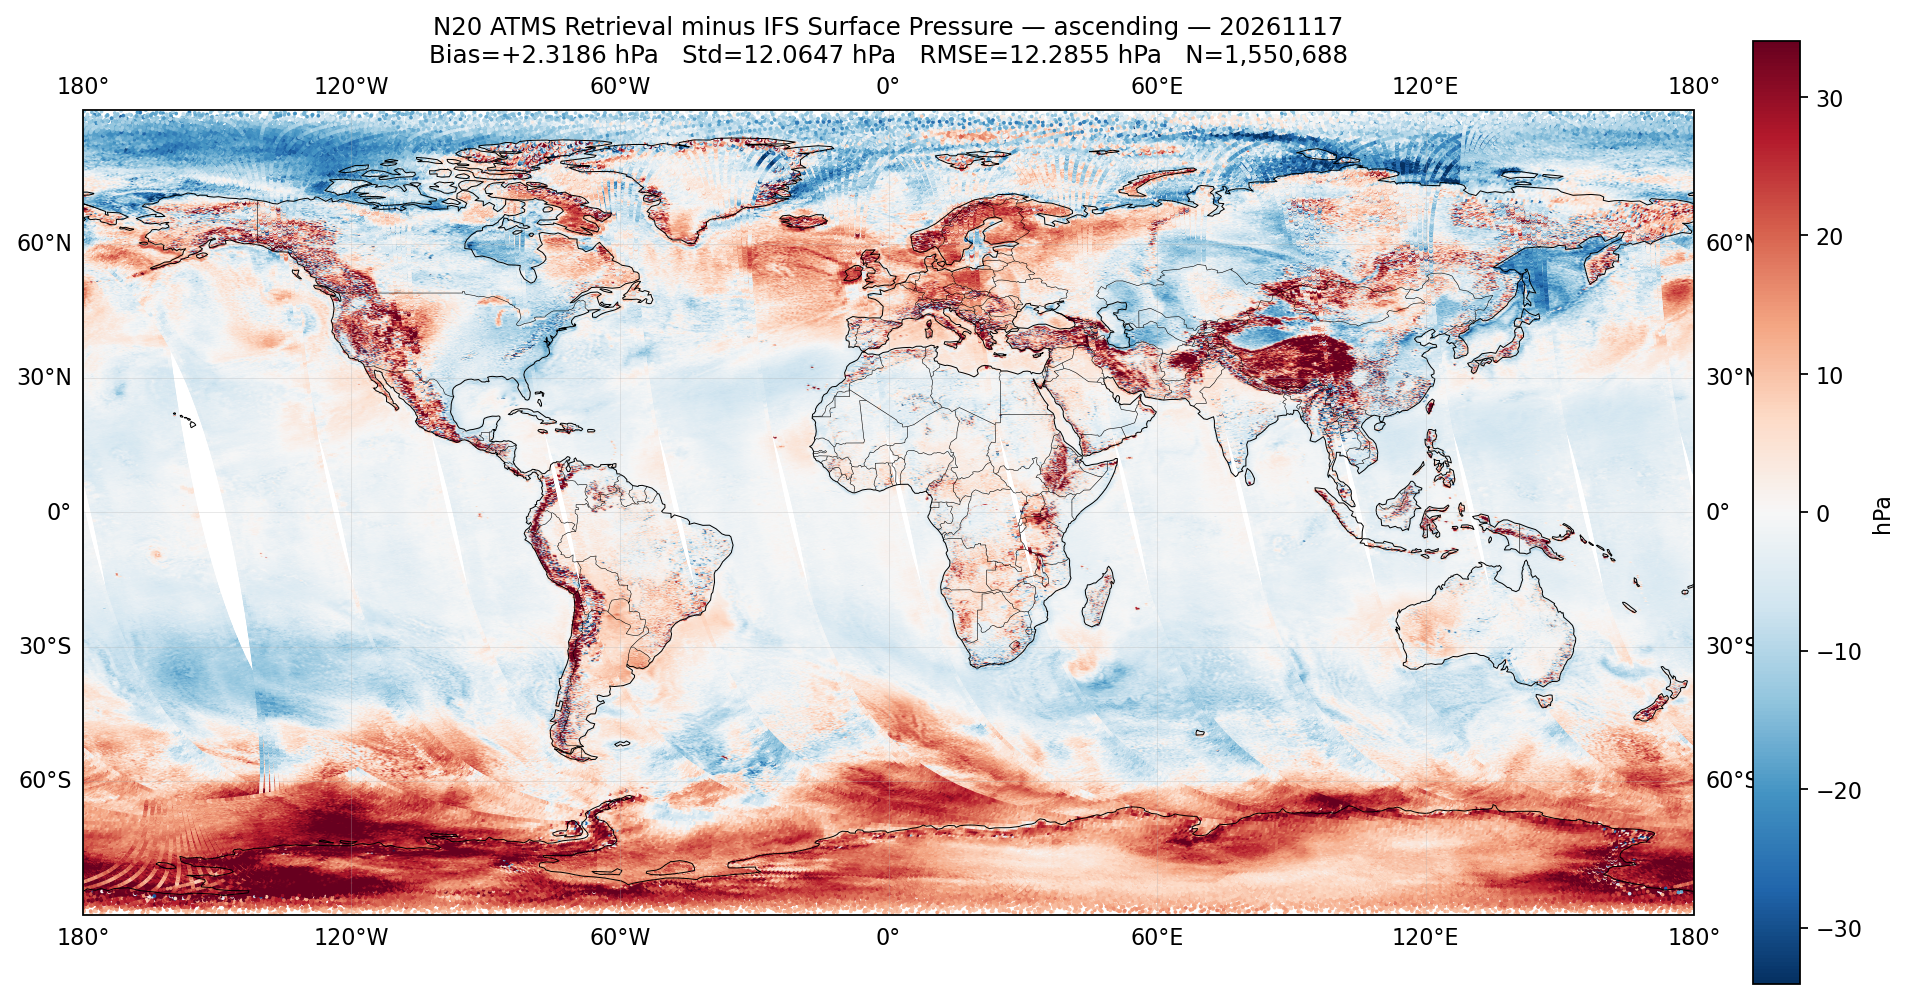 N20 ATMS Retrieval minus IFS Surface Pressure — ascending — 20261117
Bias=+2.3186 hPa   Std=12.0647 hPa   RMSE=12.2855 hPa   N=1,550,688
180° 120°W 60°W 0° 60°E 120°E 180°
30
20
60°N 60°N
10
30°N 30°N
0° 0° 0 hPa
30°S 30°S −10
60°S 60°S −20
−30
180° 120°W 60°W 0° 60°E 120°E 180°